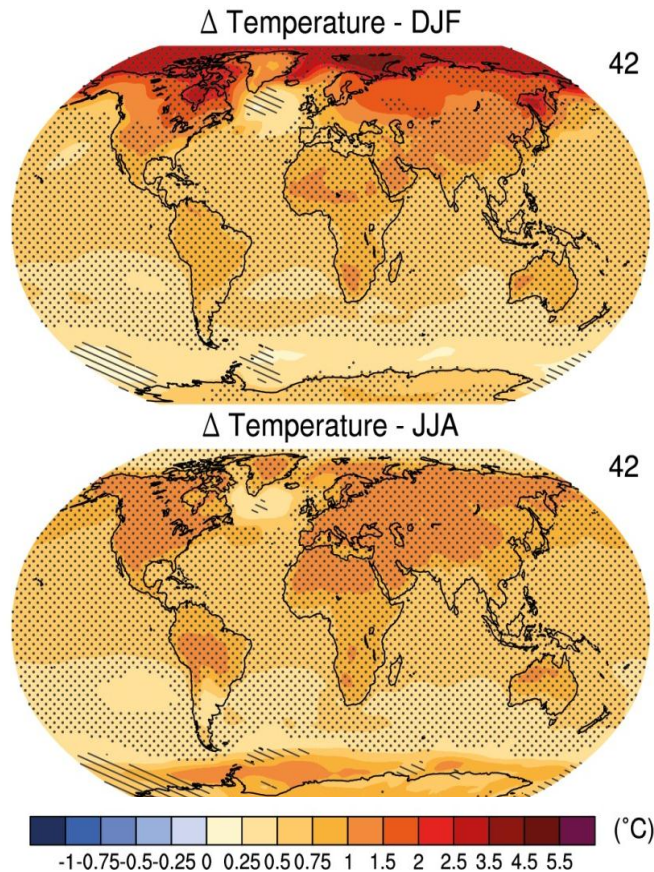 Δ Temperature - DJF
42
Δ Temperature - JJA
42
(°C)
-1-0.75-0.5-0.25 0 0.25 0.5 0.75 1 1.5 2 2.5 3.5 4.5 5.5